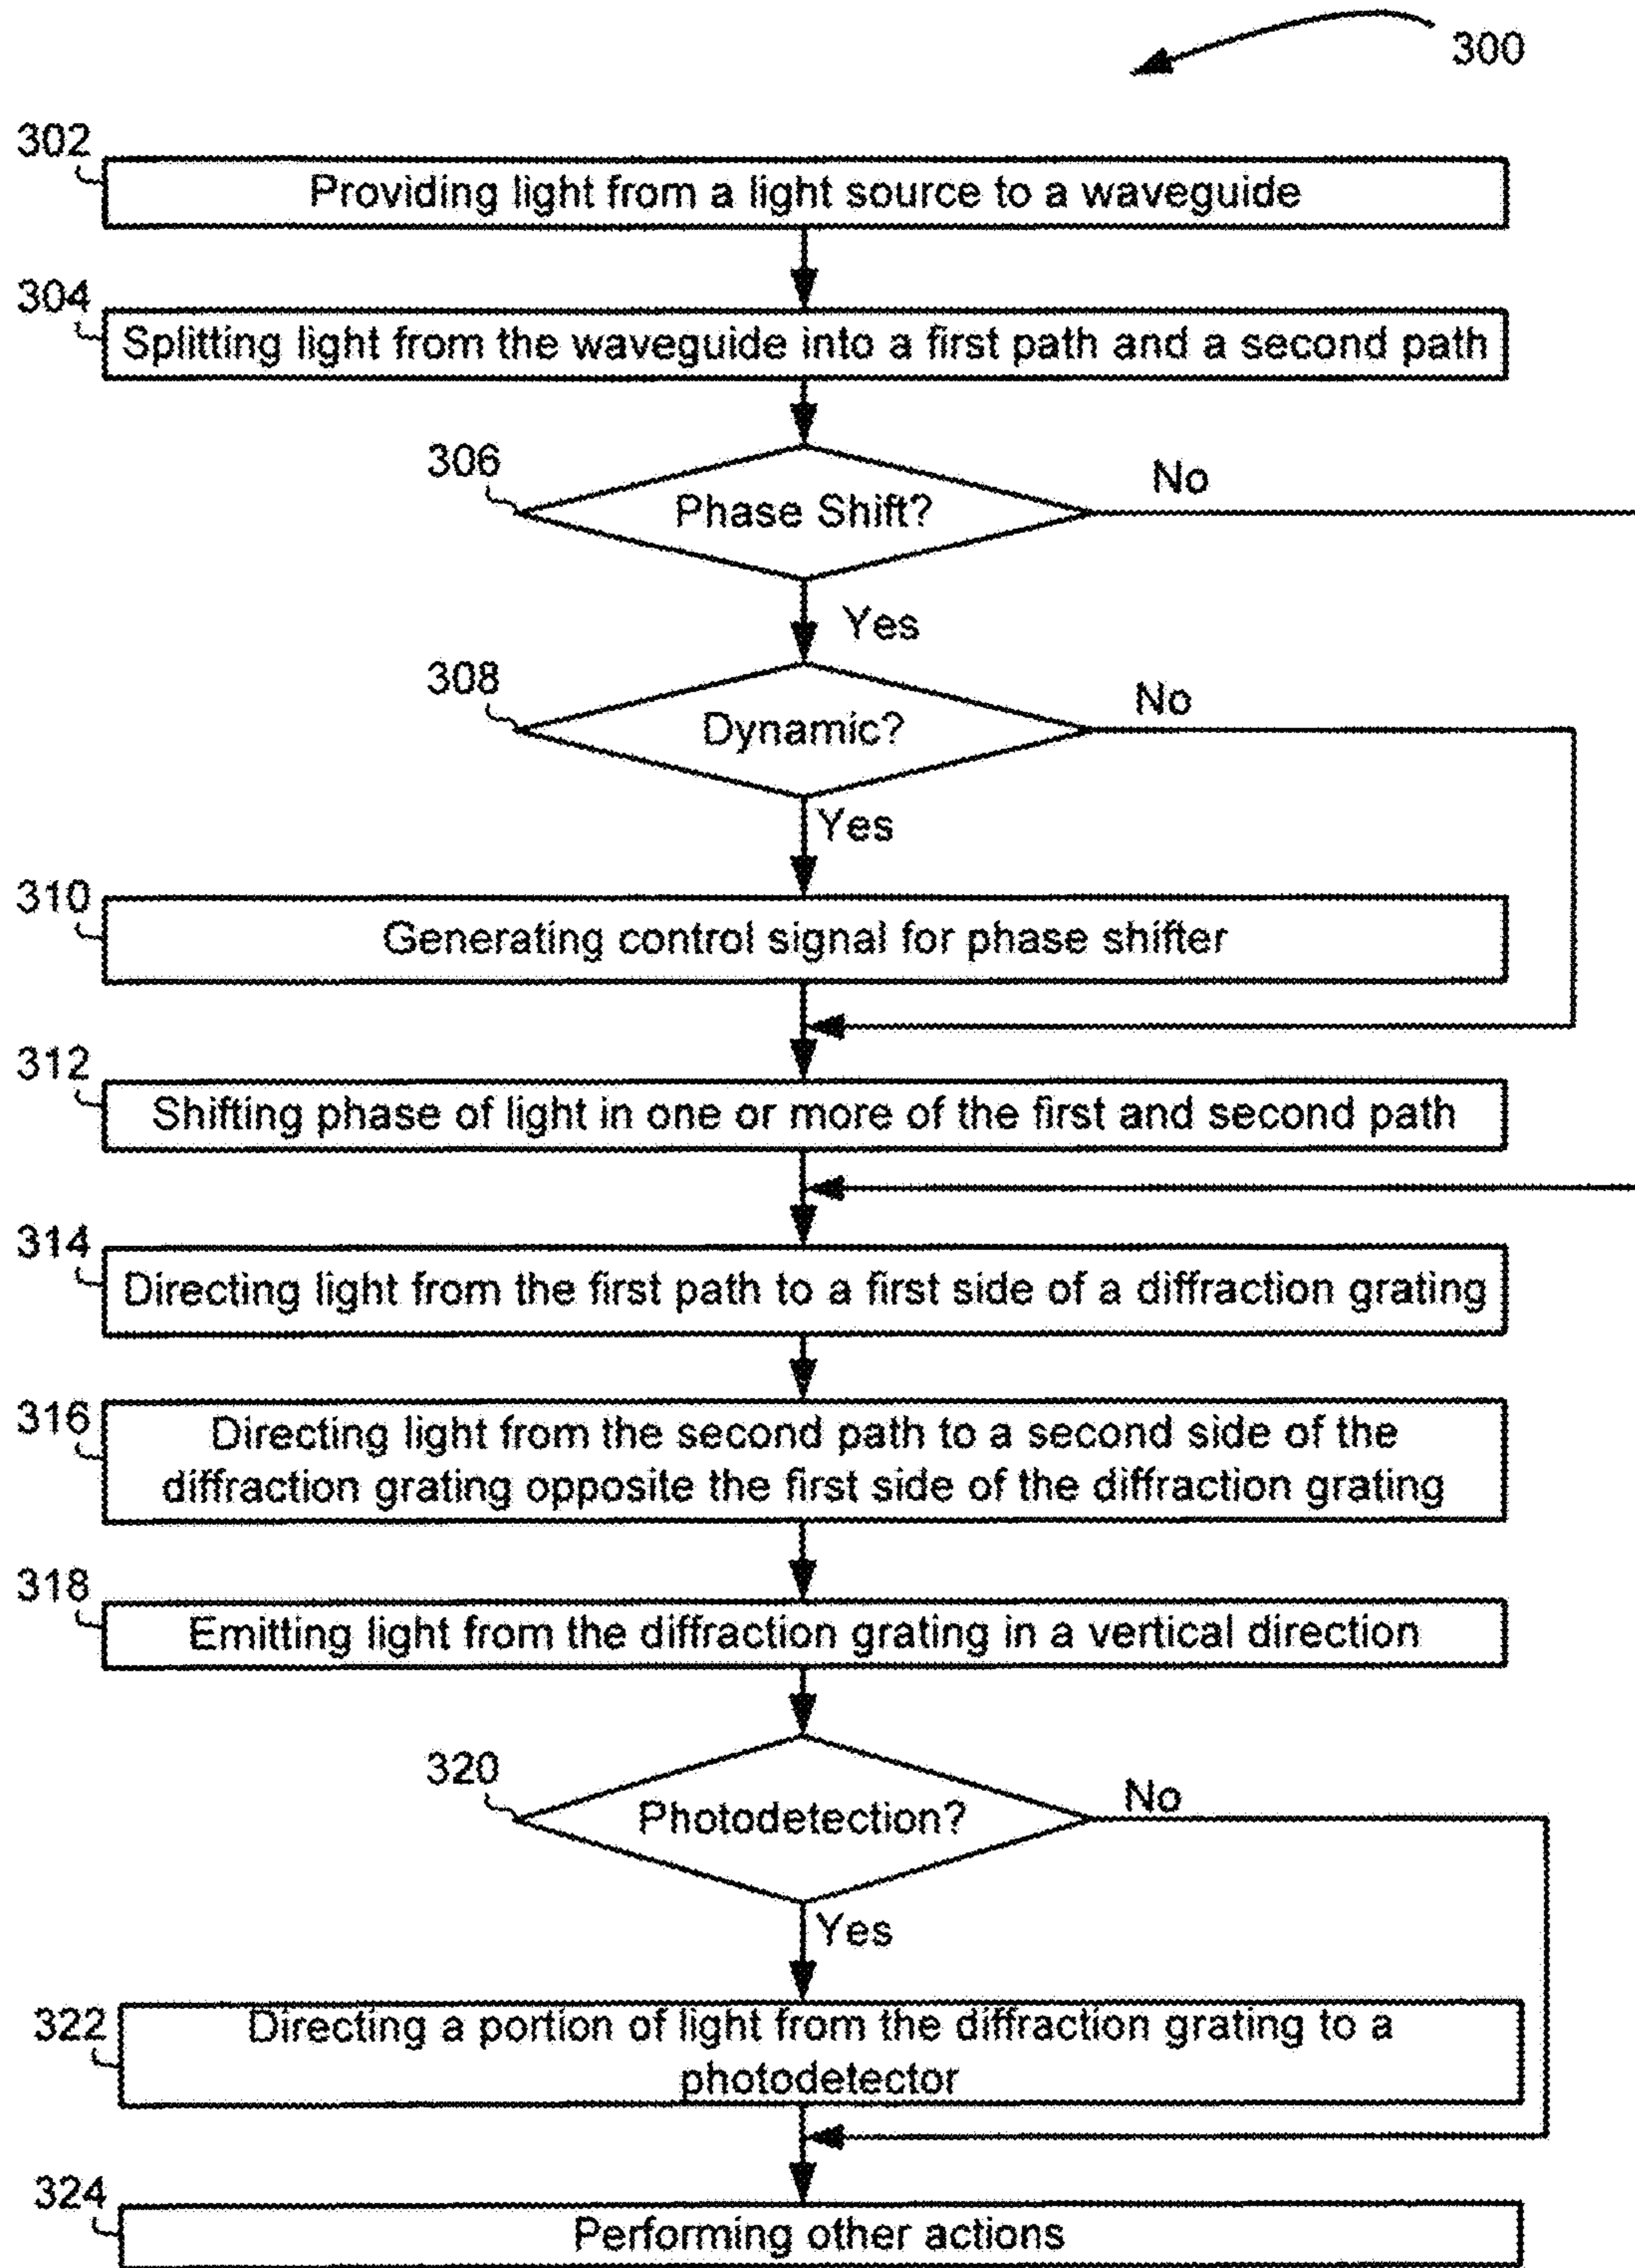 300
302
Providing light from a light source to a waveguide
304
Splitting light from the waveguide into a first path and a second path
306
Phase Shift?
No
Yes
308
Dynamic?
No
Yes
310
Generating control signal for phase shifter
312
Shifting phase of light in one or more of the first and second path
314
Directing light from the first path to a first side of a diffraction grating
316
Directing light from the second path to a second side of the
diffraction grating opposite the first side of the diffraction grating
318
Emitting light from the diffraction grating in a vertical direction
320
Photodetection?
No
Yes
322
Directing a portion of light from the diffraction grating to a
photodetector
324
Performing other actions